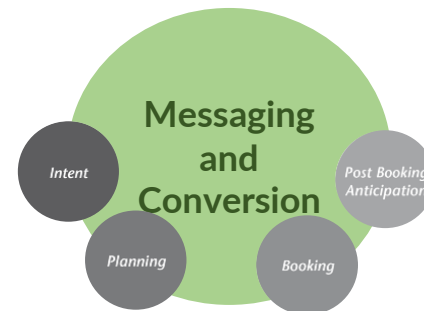 Messaging
and
Conversion
Intent
Planning
Booking
Post Booking
Anticipation